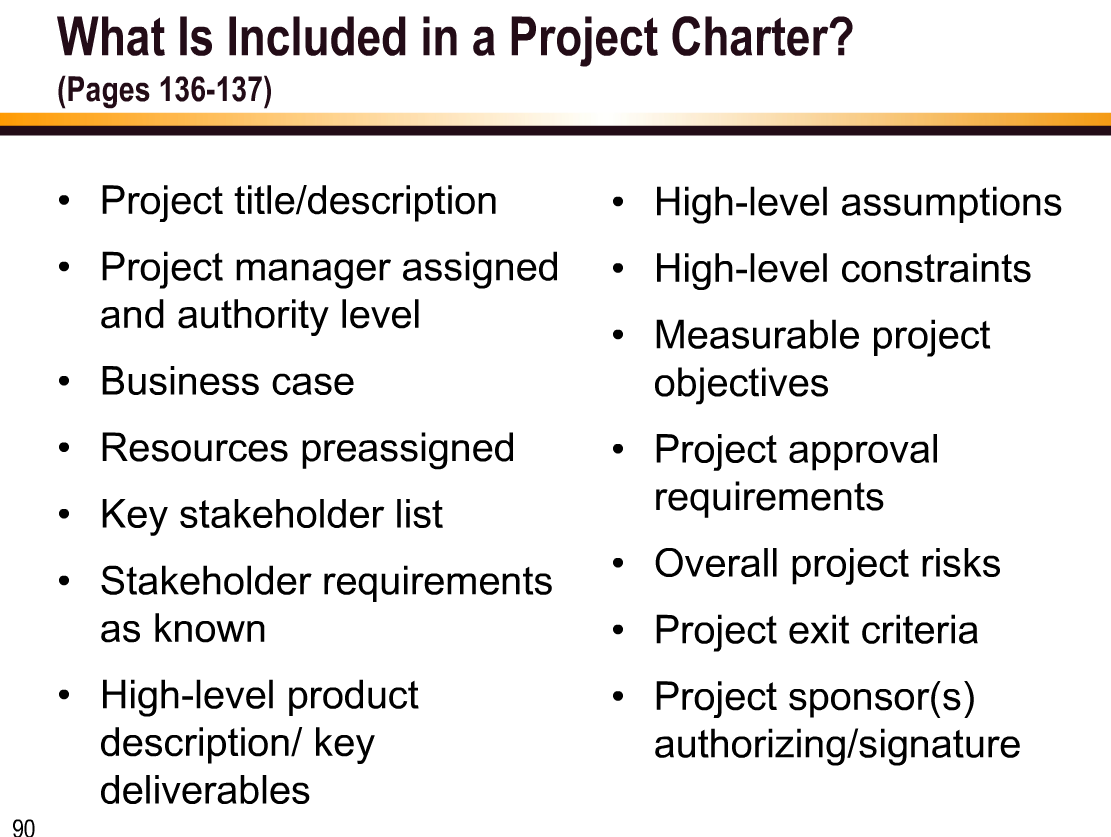 What Is Included in a Project Charter?
(Pages 136-137)
• Project title/description
• Project manager assigned
and authority level
• Business case
• Resources preassigned
• Key stakeholder list
• Stakeholder requirements
as known
• High-level product
description/ key
deliverables
• High-level assumptions
• High-level constraints
• Measurable project
objectives
• Project approval
requirements
• Overall project risks
• Project exit criteria
• Project sponsor(s)
authorizing/signature
90